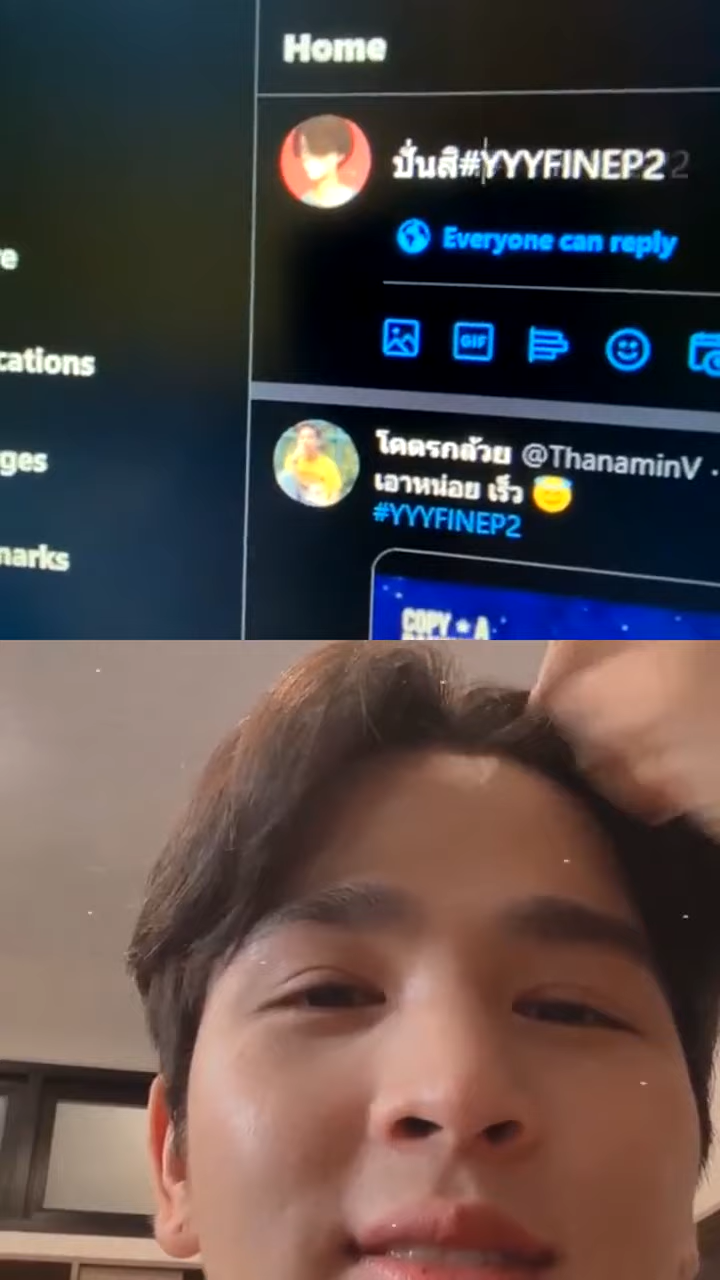 Home
ปั่นสิ#YYYFINEP2
Everyone can reply
GIF
cations
ges
marks
โคตรกล้วย @ThanaminV ·
เอาหน่อย เร็ว 😇
#YYYFINEP2
COPY ★ A